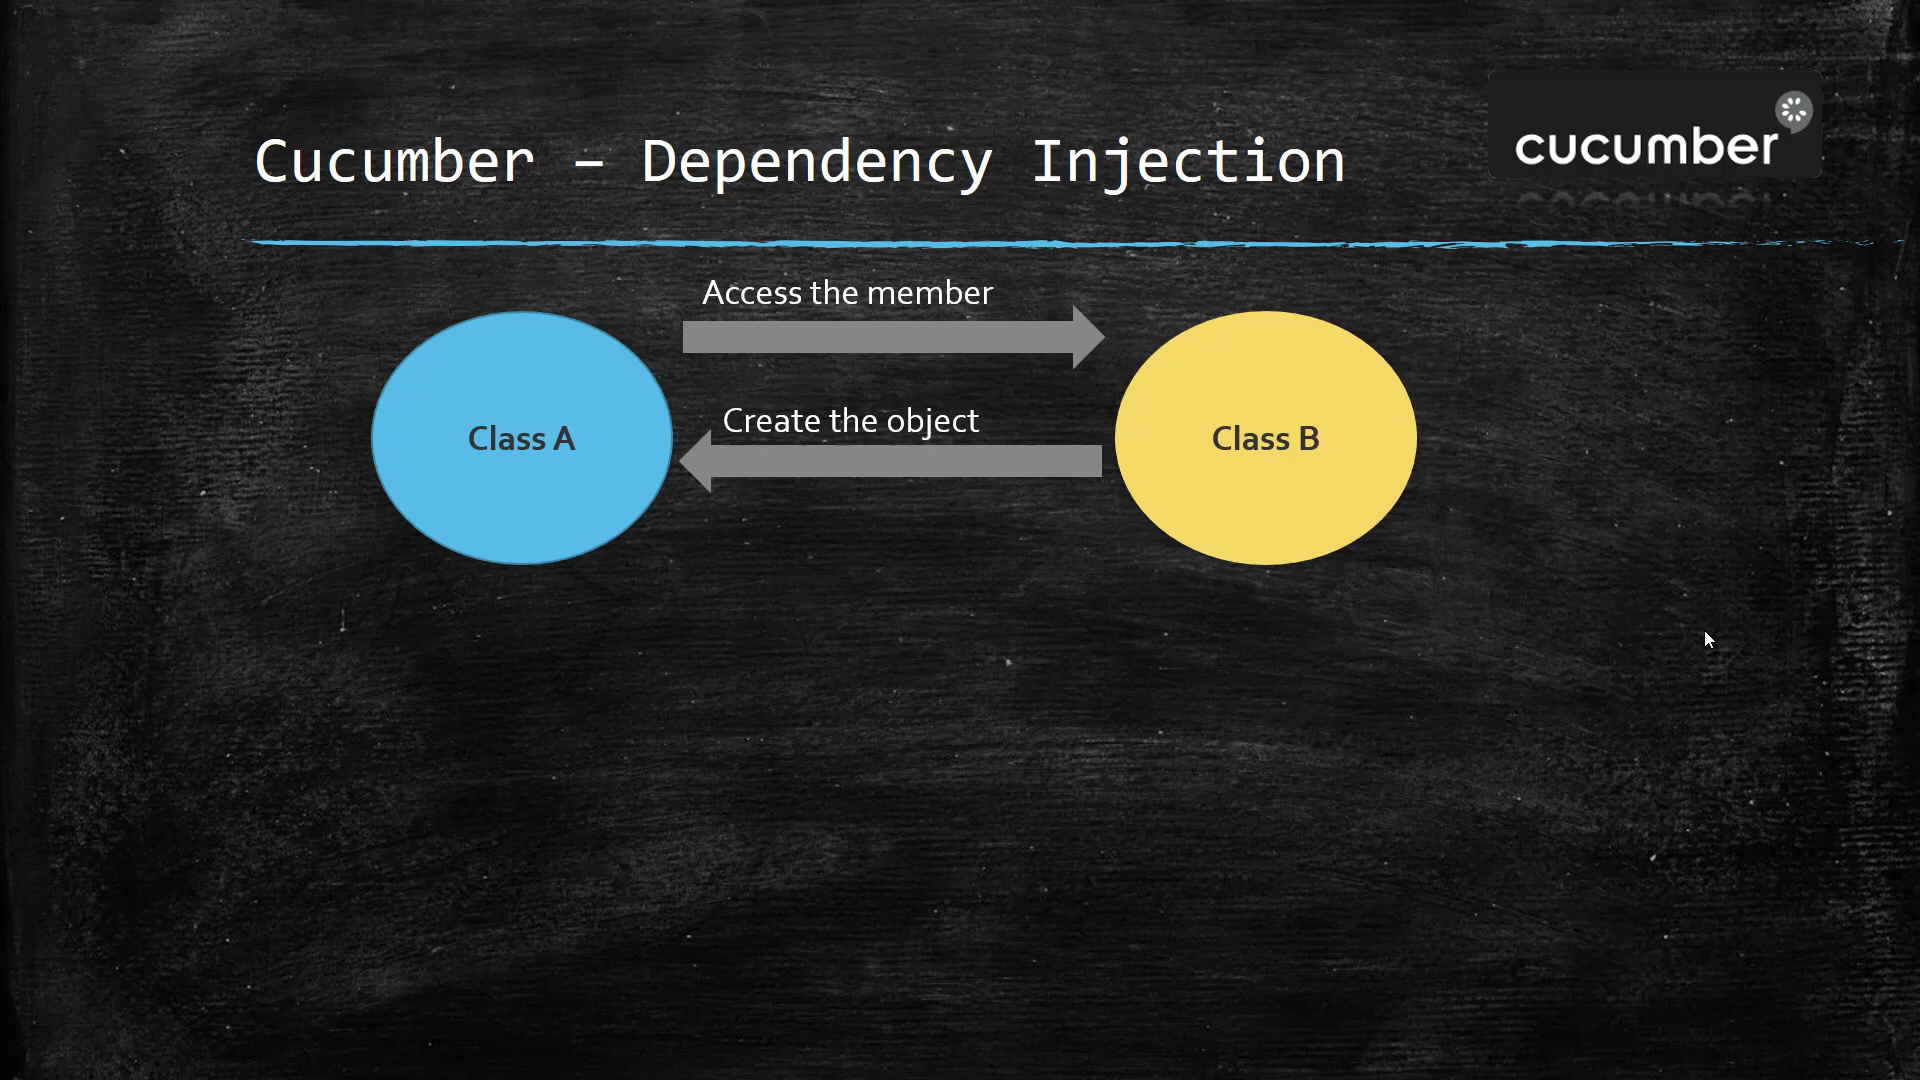 Cucumber – Dependency Injection
cucumber
Access the member
Create the object
Class A
Class B